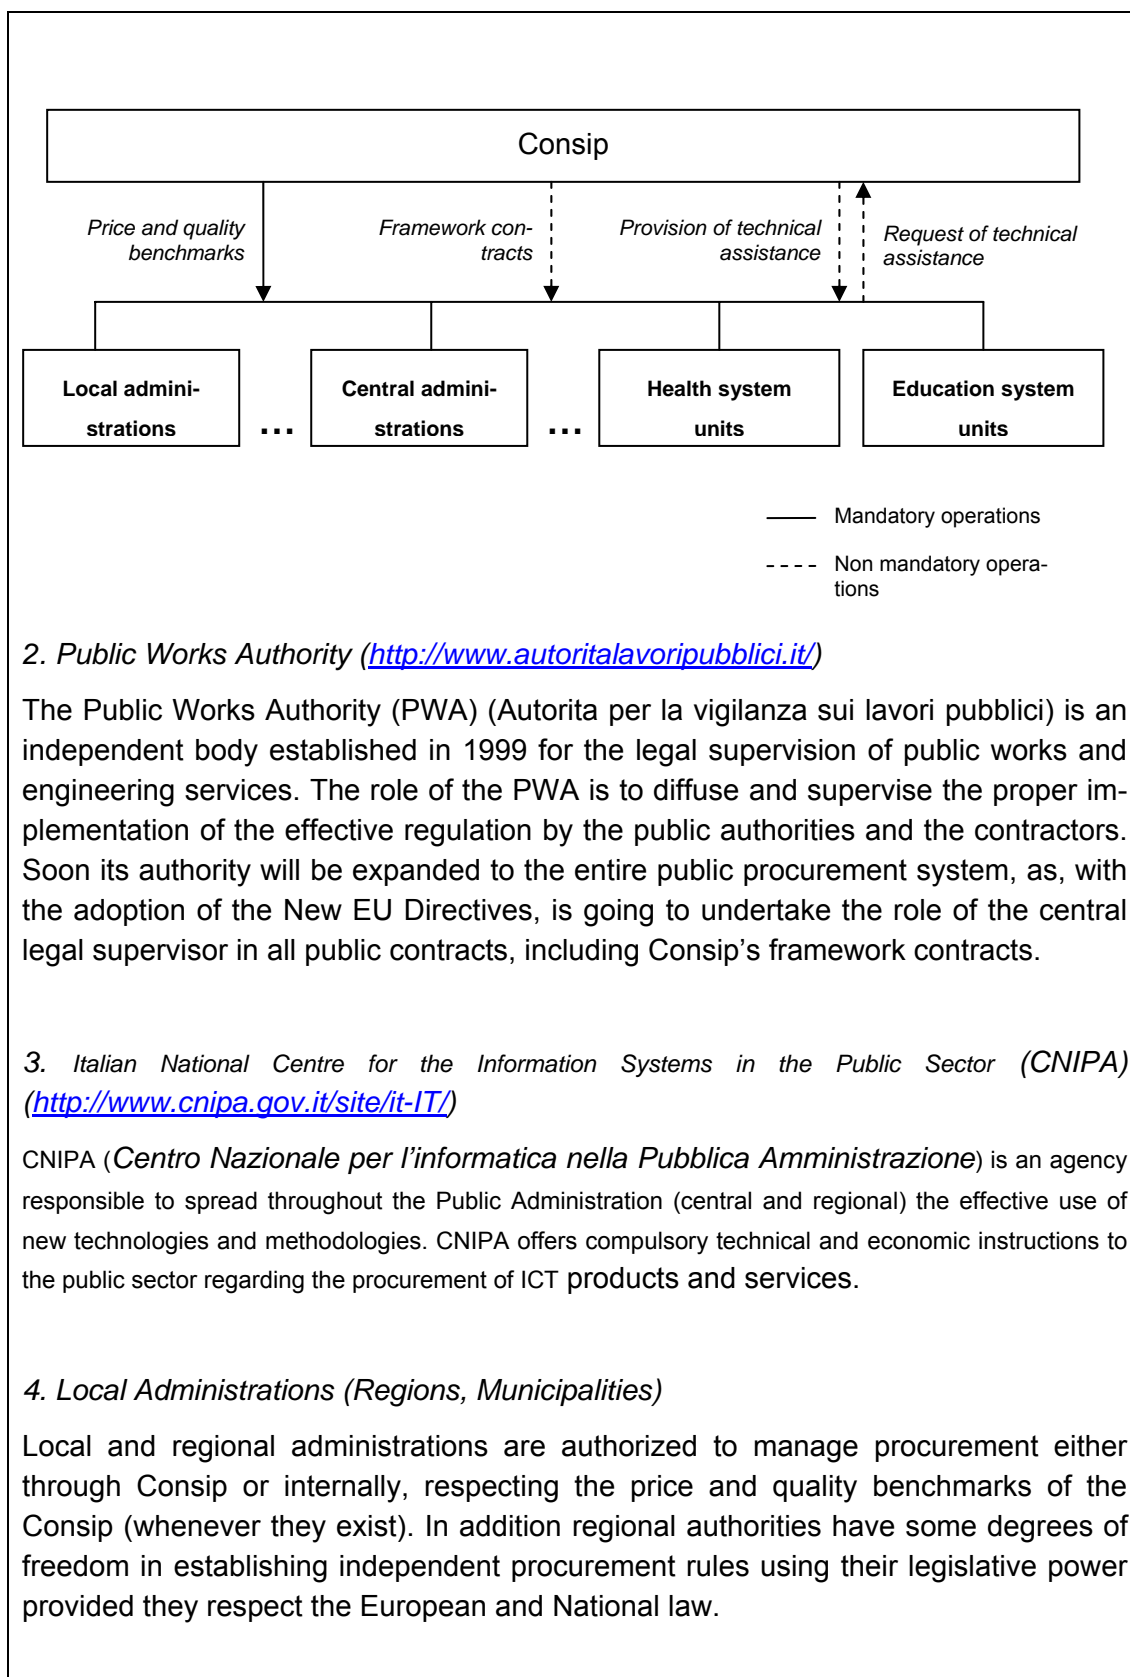 Consip
Price and quality
benchmarks
Framework con-
tracts
Provision of technical
assistance
Request of technical
assistance
Local admini-
strations
...
Central admini-
strations
...
Health system
units
Education system
units
Mandatory operations
Non mandatory opera-
tions
2. Public Works Authority (http://www.autoritalavoripubblici.it/)
The Public Works Authority (PWA) (Autorita per la vigilanza sui lavori pubblici) is an
independent body established in 1999 for the legal supervision of public works and
engineering services. The role of the PWA is to diffuse and supervise the proper im-
plementation of the effective regulation by the public authorities and the contractors.
Soon its authority will be expanded to the entire public procurement system, as, with
the adoption of the New EU Directives, is going to undertake the role of the central
legal supervisor in all public contracts, including Consip’s framework contracts.
3. Italian National Centre for the Information Systems in the Public Sector (CNIPA)
(http://www.cnipa.gov.it/site/it-IT/)
CNIPA (Centro Nazionale per l’informatica nella Pubblica Amministrazione) is an agency
responsible to spread throughout the Public Administration (central and regional) the effective use of
new technologies and methodologies. CNIPA offers compulsory technical and economic instructions to
the public sector regarding the procurement of ICT products and services.
4. Local Administrations (Regions, Municipalities)
Local and regional administrations are authorized to manage procurement either
through Consip or internally, respecting the price and quality benchmarks of the
Consip (whenever they exist). In addition regional authorities have some degrees of
freedom in establishing independent procurement rules using their legislative power
provided they respect the European and National law.